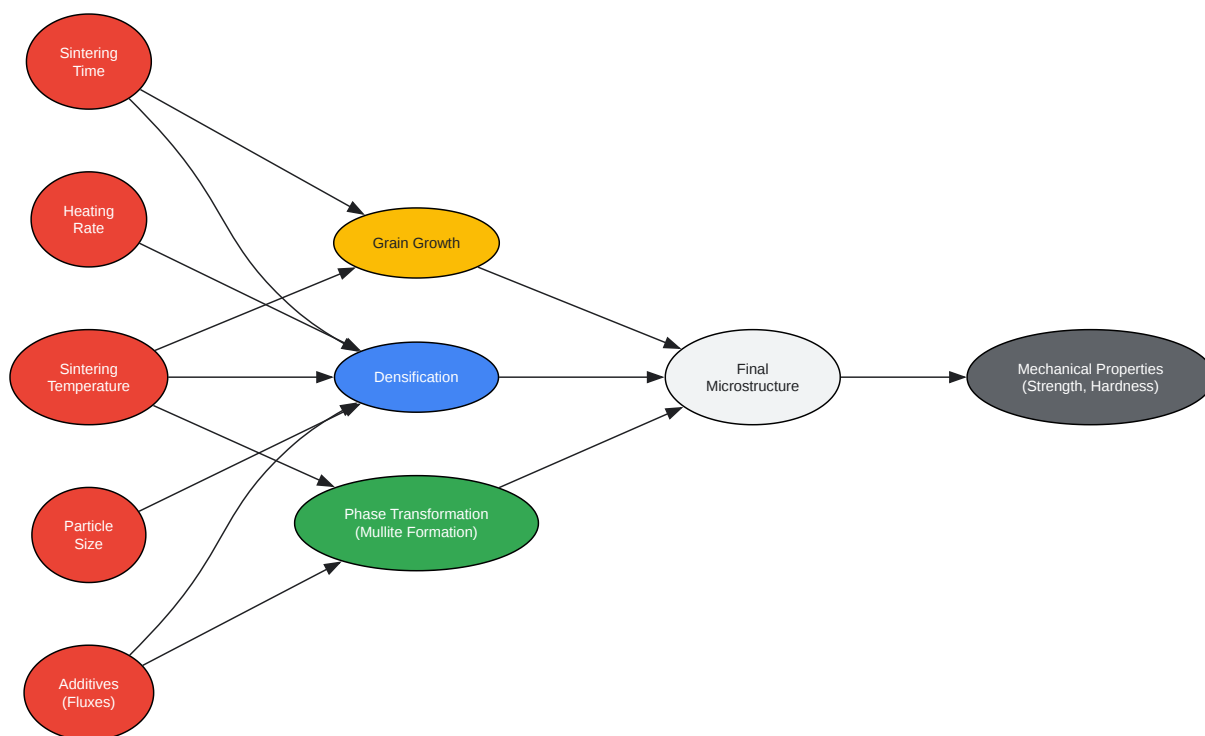 Sintering
Time
Heating
Rate
Grain Growth
Sintering
Temperature
Densification
Final
Microstructure
Mechanical Properties
(Strength, Hardness)
Particle
Size
Phase Transformation
(Mullite Formation)
Additives
(Fluxes)